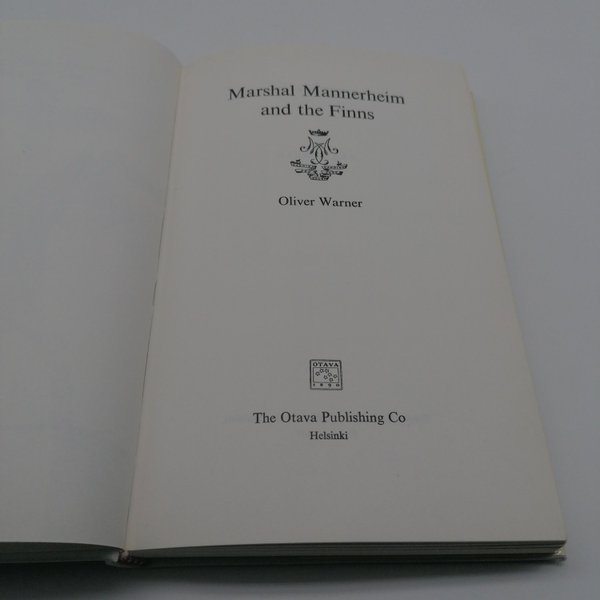 Marshal Mannerheim
and the Finns
Oliver Warner
OTAVA
1890
The Otava Publishing Co
Helsinki